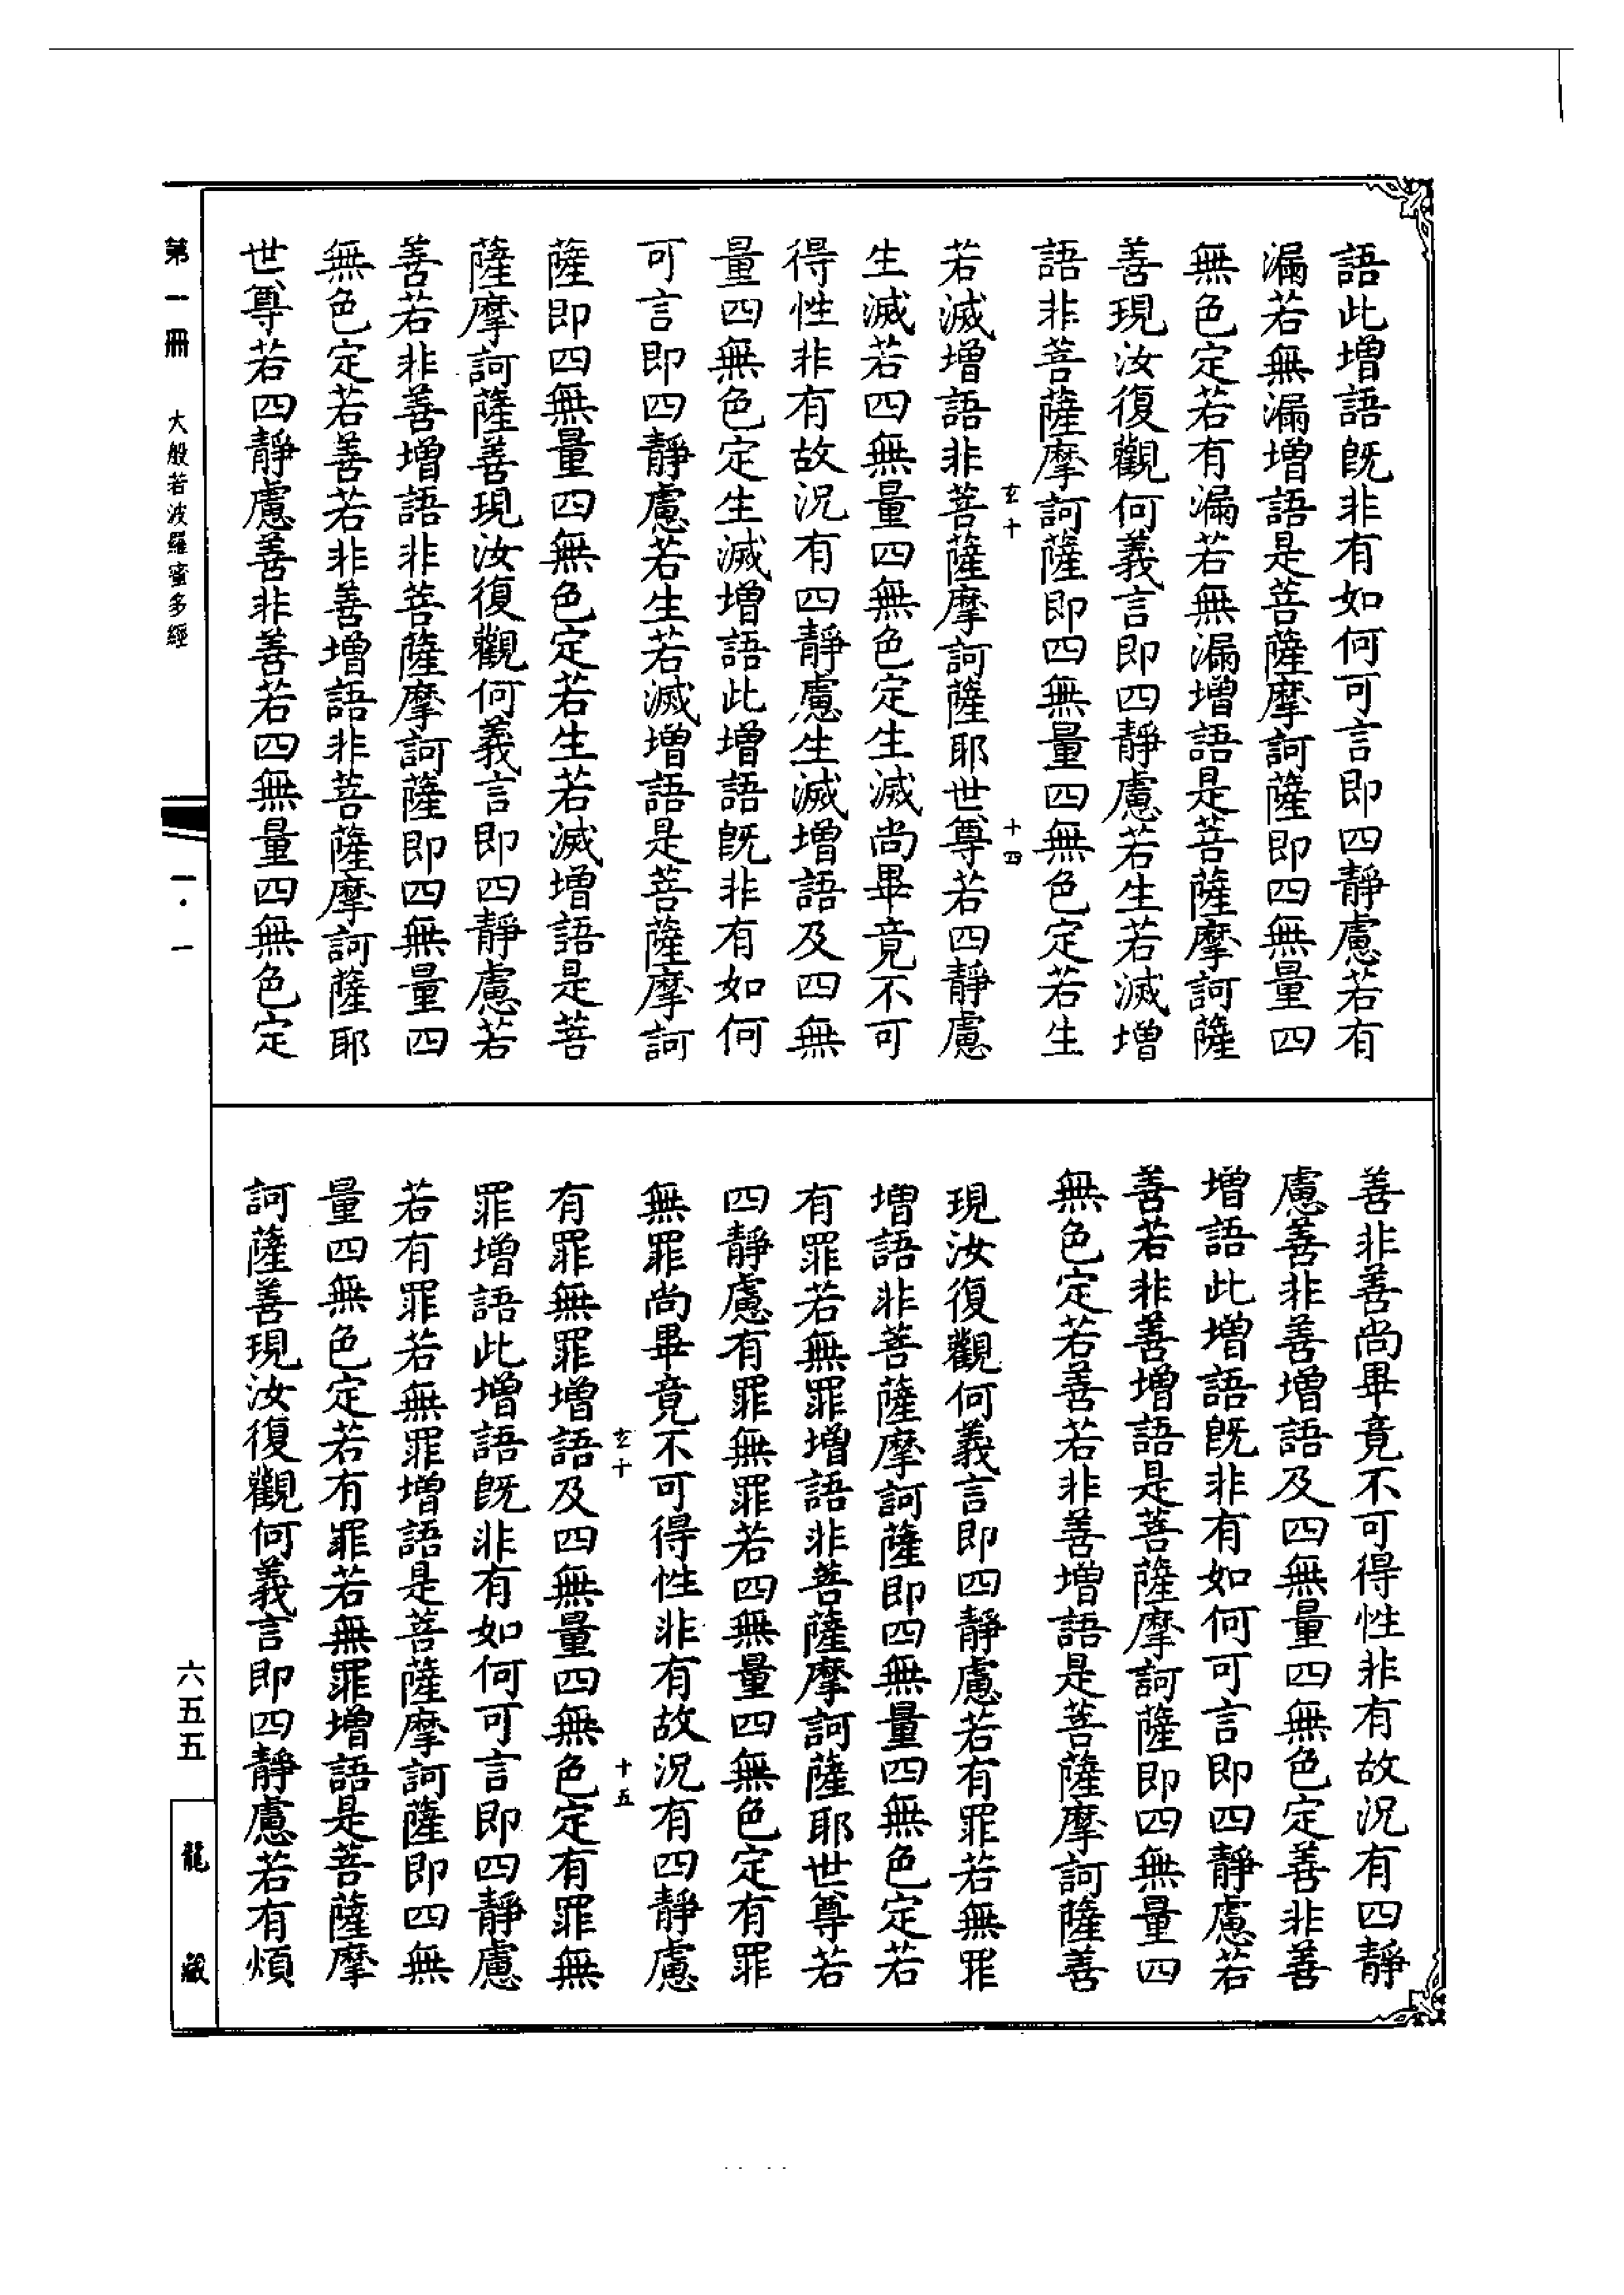 語此增語既非有如何可言即四靜慮若有
漏若無漏增語是菩薩摩訶薩即四無量四
無色定若有漏若無漏增語是菩薩摩訶薩
善現汝復觀何義言即四靜慮若生若滅增
語非菩薩摩訶薩即四無量四無色定若生
玄十
十四
若滅增語非菩薩摩訶薩耶世尊若四靜慮
生滅若四無量四無色定生滅尚畢竟不可
得性非有故況有四靜慮生滅增語及四無
量四無色定生滅增語此增語既非有如何
可言即四靜慮若生若滅增語是菩薩摩訶
薩即四無量四無色定若生若滅增語是菩
薩摩訶薩善現汝復觀何義言即四靜慮若
善若非善增語非菩薩摩訶薩即四無量四
無色定若善若非善增語非菩薩摩訶薩耶
世尊若四靜慮善非善若四無量四無色定
善非善尚畢竟不可得性非有故況有四靜
慮善非善增語及四無量四無色定善非善
增語此增語既非有如何可言即四靜慮若
善若非善增語是菩薩摩訶薩即四無量四
無色定若善若非善增語是菩薩摩訶薩善
現汝復觀何義言即四靜慮若有罪若無罪
增語非菩薩摩訶薩即四無量四無色定若
有罪若無罪增語非菩薩摩訶薩耶世尊若
四靜慮有罪無罪若四無量四無色定有罪
無罪尚畢竟不可得性非有故況有四靜慮
玄十
十五
有罪無罪增語及四無量四無色定有罪無
罪增語此增語既非有如何可言即四靜慮
若有罪若無罪增語是菩薩摩訶薩即四無
量四無色定若有罪若無罪增語是菩薩摩
訶薩善現汝復觀何義言即四靜慮若有煩
第一冊 大般若波羅蜜多經
一·一
六五五
龍藏